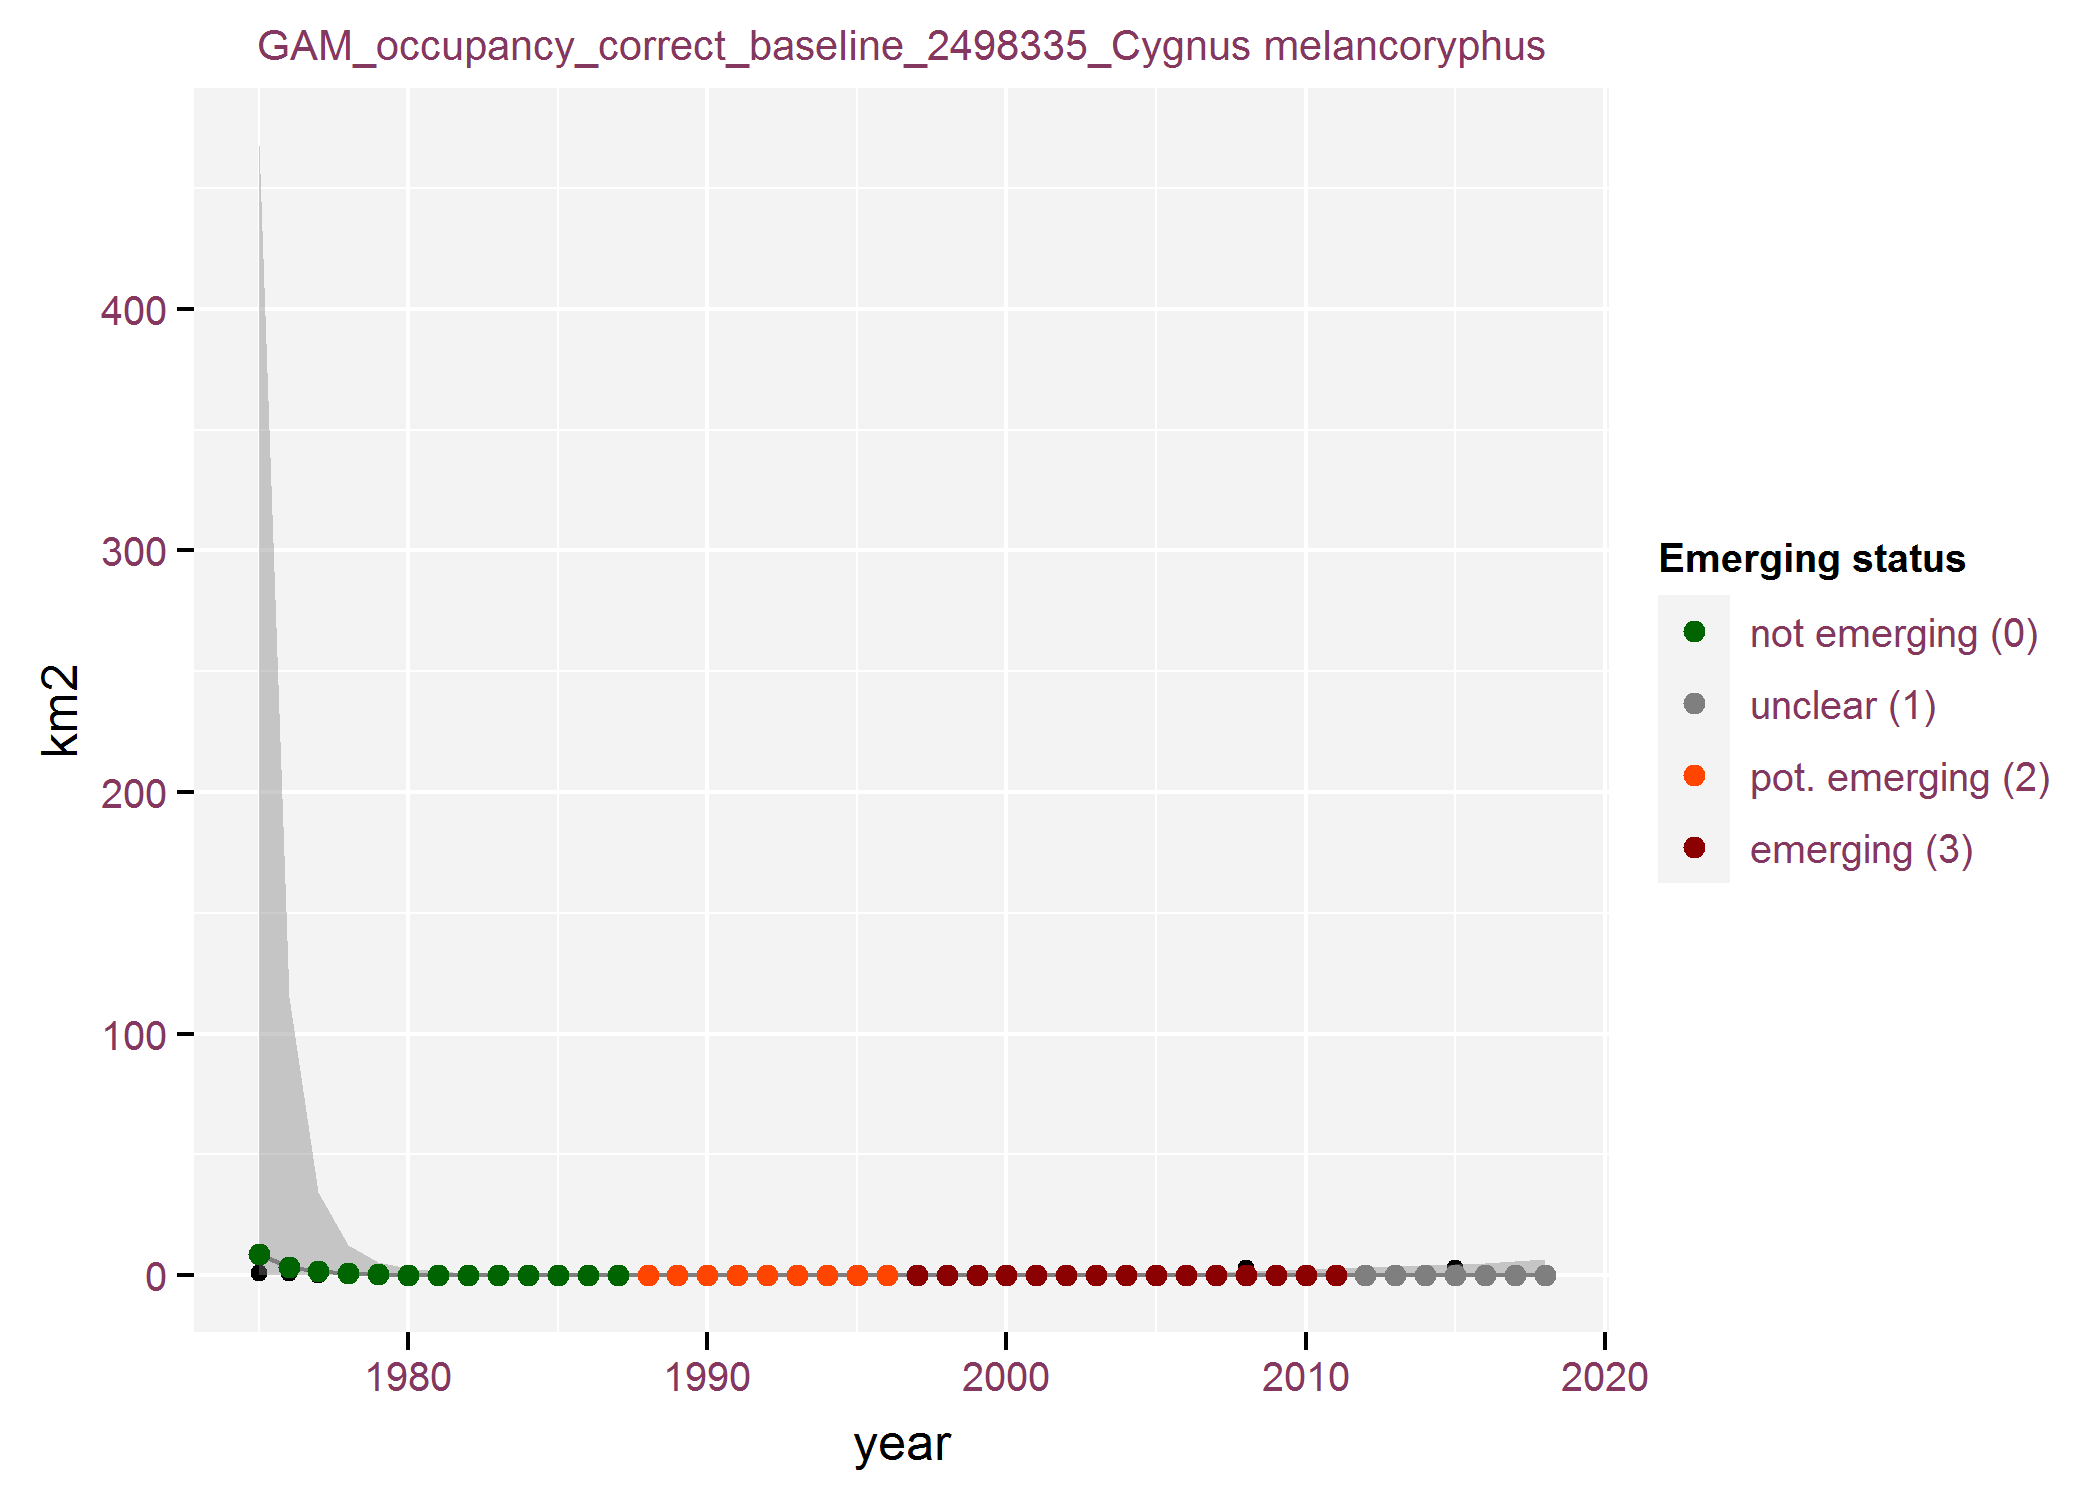 GAM_occupancy_correct_baseline_2498335_Cygnus melancoryphus
400
300
200
100
0
km2
1980
1990
2000
2010
2020
year
Emerging status
not emerging (0)
unclear (1)
pot. emerging (2)
emerging (3)